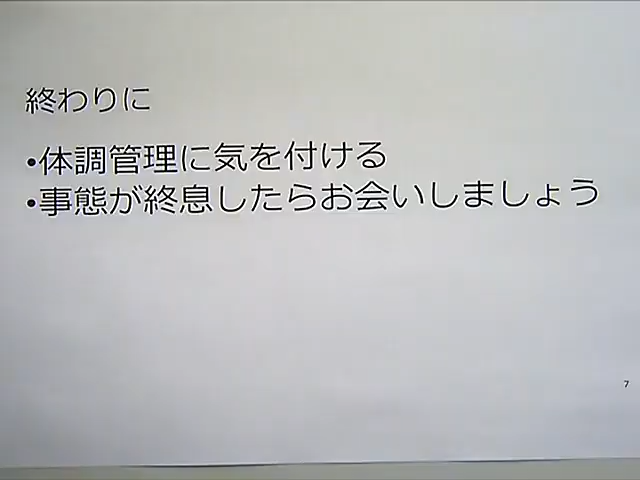 終わりに
•体調管理に気を付ける
•事態が終息したらお会いしましょう
7